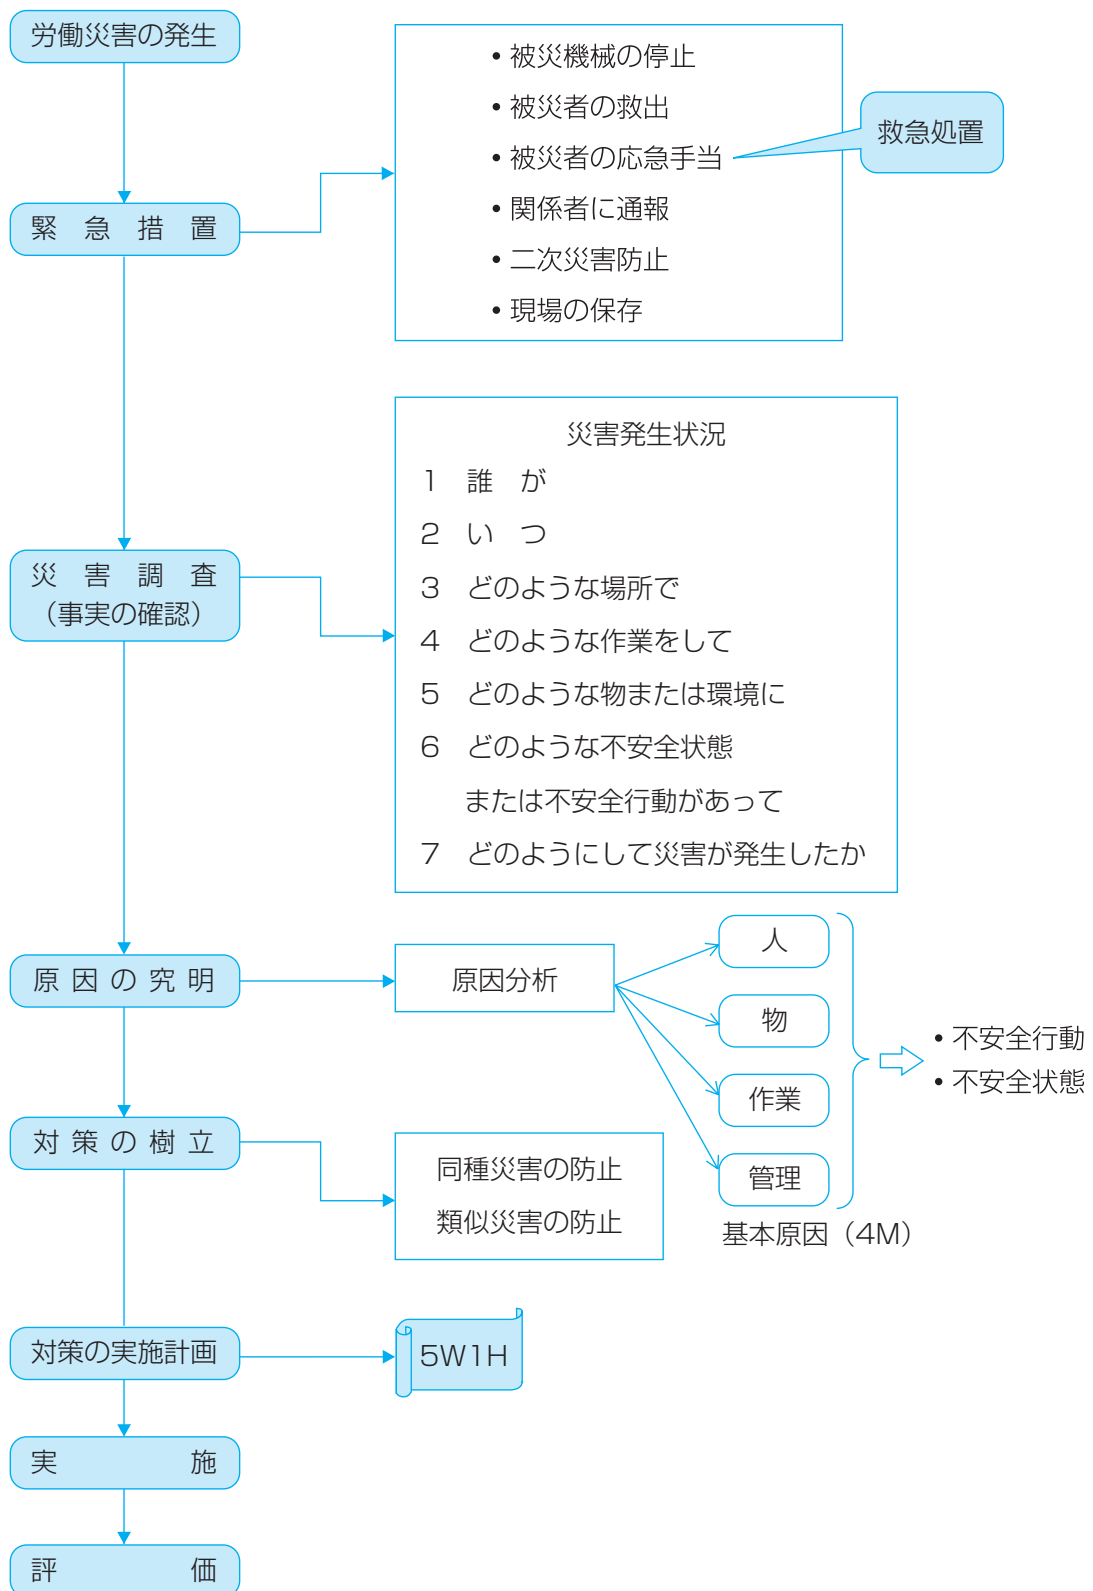 労働災害の発生
緊急措置
・被災機械の停止
・被災者の救出
・被災者の応急手当
・関係者に通報
・二次災害防止
・現場の保存
救急処置
災害調査
（事実の確認）
災害発生状況
1　誰　が
2　い　つ
3　どのような場所で
4　どのような作業をして
5　どのような物または環境に
6　どのような不安全状態
または不安全行動があって
7　どのようにして災害が発生したか
原因の究明
原因分析
人
物
作業
管理
基本原因（4M）
・不安全行動
・不安全状態
対策の樹立
同種災害の防止
類似災害の防止
対策の実施計画
5W1H
実施
評価